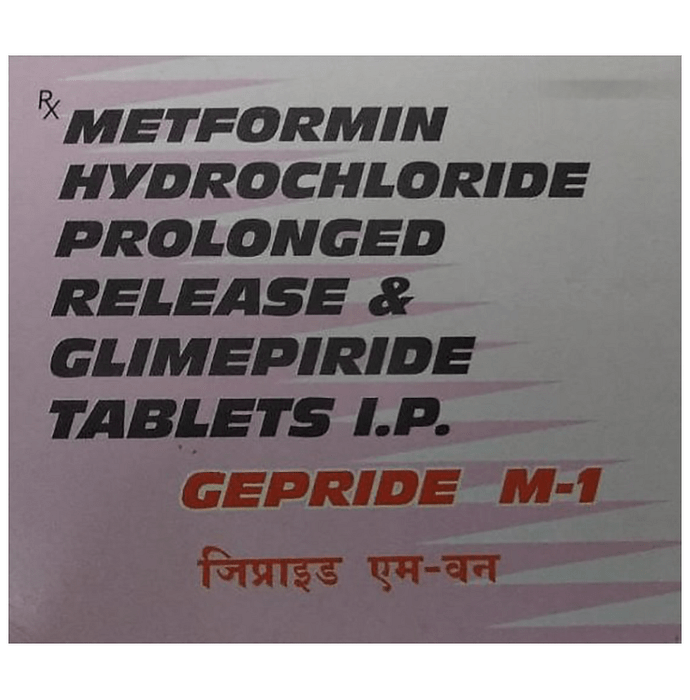 Rx METFORMIN
HYDROCHLORIDE
PROLONGED
RELEASE &
GLIMEPIRIDE
TABLETS I.P.
GEPRIDE M-1
जिप्राइड एम-वन